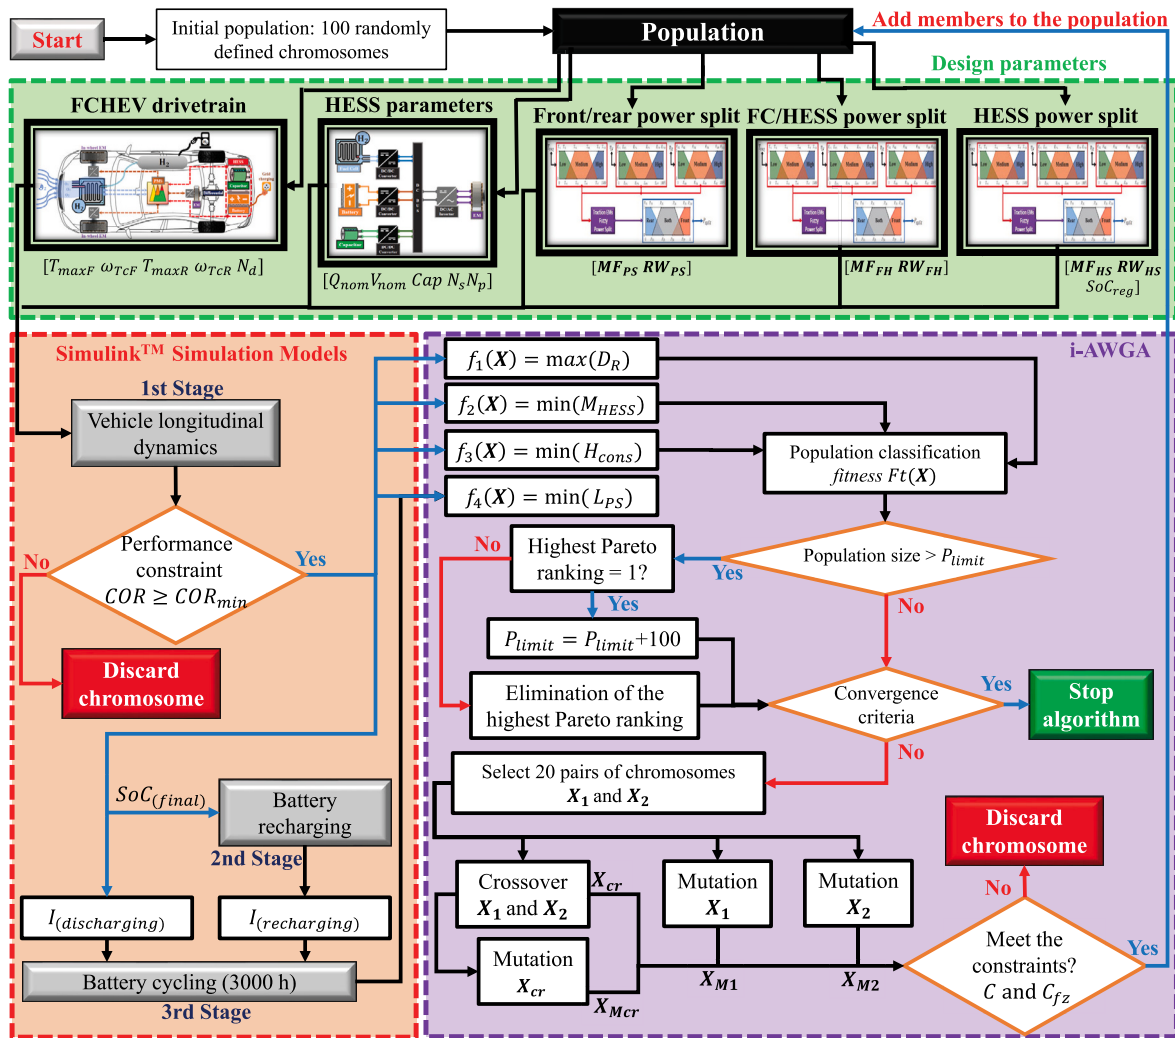 Start
Initial population: 100 randomly
defined chromosomes
Population
Add members to the population
Design parameters
FCHEV drivetrain
HESS parameters
Front/rear power split
FC/HESS power split
HESS power split
[T_maxF ω_TcF T_maxR ω_TcR N_d]
[Q_nom V_nom Cap N_s N_p]
[MF_PS RW_PS]
[MF_FH RW_FH]
[MF_HS RW_HS
SoC_reg]
Simulink™ Simulation Models
1st Stage
Vehicle longitudinal
dynamics
Performance
constraint
COR ≥ COR_min
No
Yes
Discard
chromosome
SoC_(final)
Battery
recharging
2nd Stage
I_(discharging)
I_(recharging)
Battery cycling (3000 h)
3rd Stage
i-AWGA
f_1(X) = max(D_R)
f_2(X) = min(M_HESS)
f_3(X) = min(H_cons)
f_4(X) = min(L_PS)
Population classification
fitness Ft(X)
Population size > P_limit
Yes
No
Highest Pareto
ranking = 1?
No
Yes
P_limit = P_limit+100
Elimination of the
highest Pareto ranking
Convergence
criteria
Yes
No
Stop
algorithm
Select 20 pairs of chromosomes
X_1 and X_2
Crossover
X_1 and X_2
X_cr
Mutation
X_cr
X_Mcr
Mutation
X_1
X_M1
Mutation
X_2
X_M2
Discard
chromosome
No
Meet the
constraints?
C and C_fz
Yes